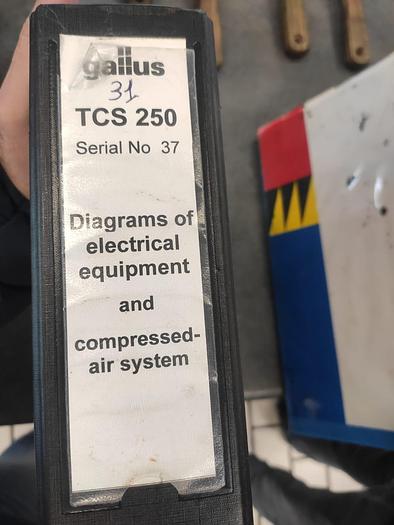 gallus
31
TCS 250
Serial No 37
Diagrams of
electrical
equipment
and
compressed-
air system